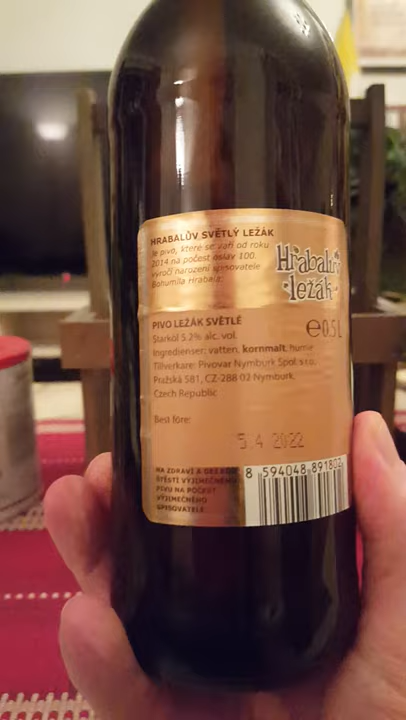 HRABALŮV SVĚTLÝ LEŽÁK
je pivo, které se vaří od roku
2014 na počest oslav 100.
výročí narození spisovatele
Bohumila Hrabala.
Hrabalův
ležák
PIVO LEŽÁK SVĚTLÉ
Starköl 5.2% alc. vol.
℮0.5 L
Ingredienser: vatten, kornmalt, humle
Tillverkare: Pivovar Nymburk Spol. s r.o.
Pražská 581, CZ-288 02 Nymburk,
Czech Republic
Best före:
5.4 2022
NA ZDRAVÍ A
ŠTĚSTÍ VÝJIMEČNÉHO
PIVU NA POČEST
VÝJIMEČNÉHO
SPISOVATELE
8 594048 891802